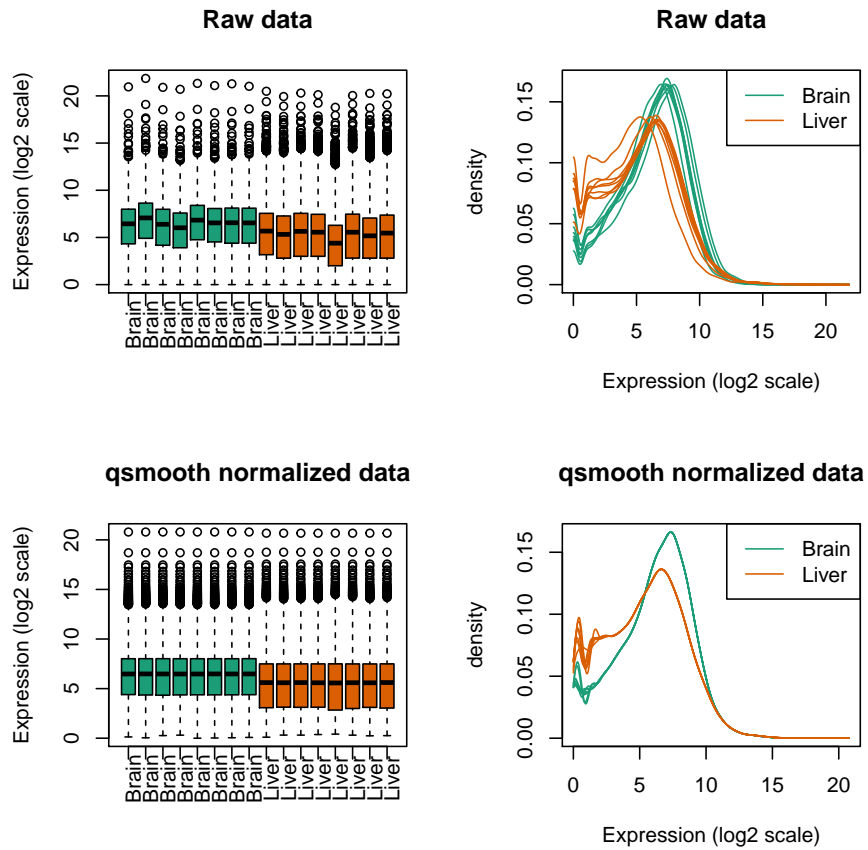 Raw data
Expression (log2 scale)
0
5
10
15
20
Brain
Brain
Brain
Brain
Brain
Brain
Brain
Brain
Liver
Liver
Liver
Liver
Liver
Liver
Liver
Liver
Raw data
density
0.00
0.05
0.10
0.15
0
5
10
15
20
Expression (log2 scale)
Brain
Liver
qsmooth normalized data
Expression (log2 scale)
0
5
10
15
20
Brain
Brain
Brain
Brain
Brain
Brain
Brain
Brain
Liver
Liver
Liver
Liver
Liver
Liver
Liver
Liver
qsmooth normalized data
density
0.00
0.05
0.10
0.15
0
5
10
15
20
Expression (log2 scale)
Brain
Liver